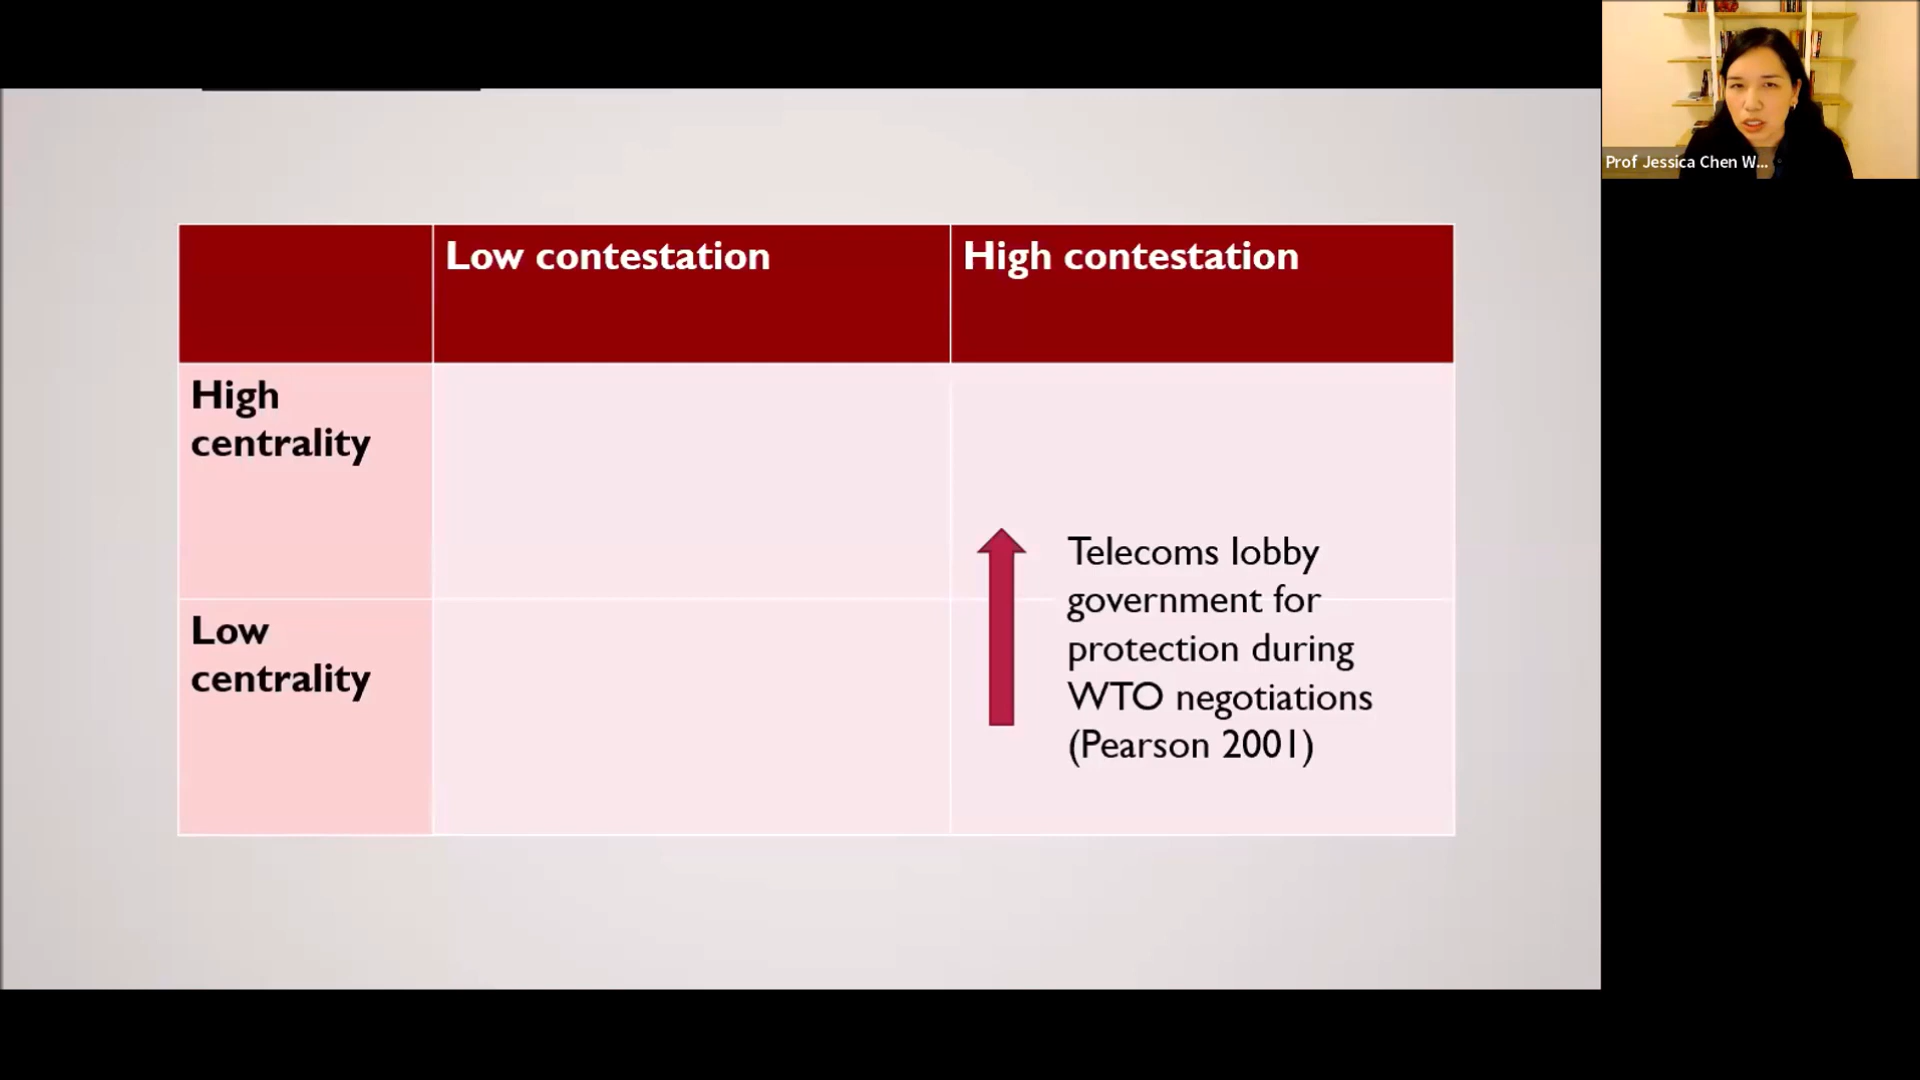 Low contestation
High contestation
High
centrality
Telecoms lobby
government for
protection during
WTO negotiations
(Pearson 2001)
Low
centrality
Prof Jessica Chen W...